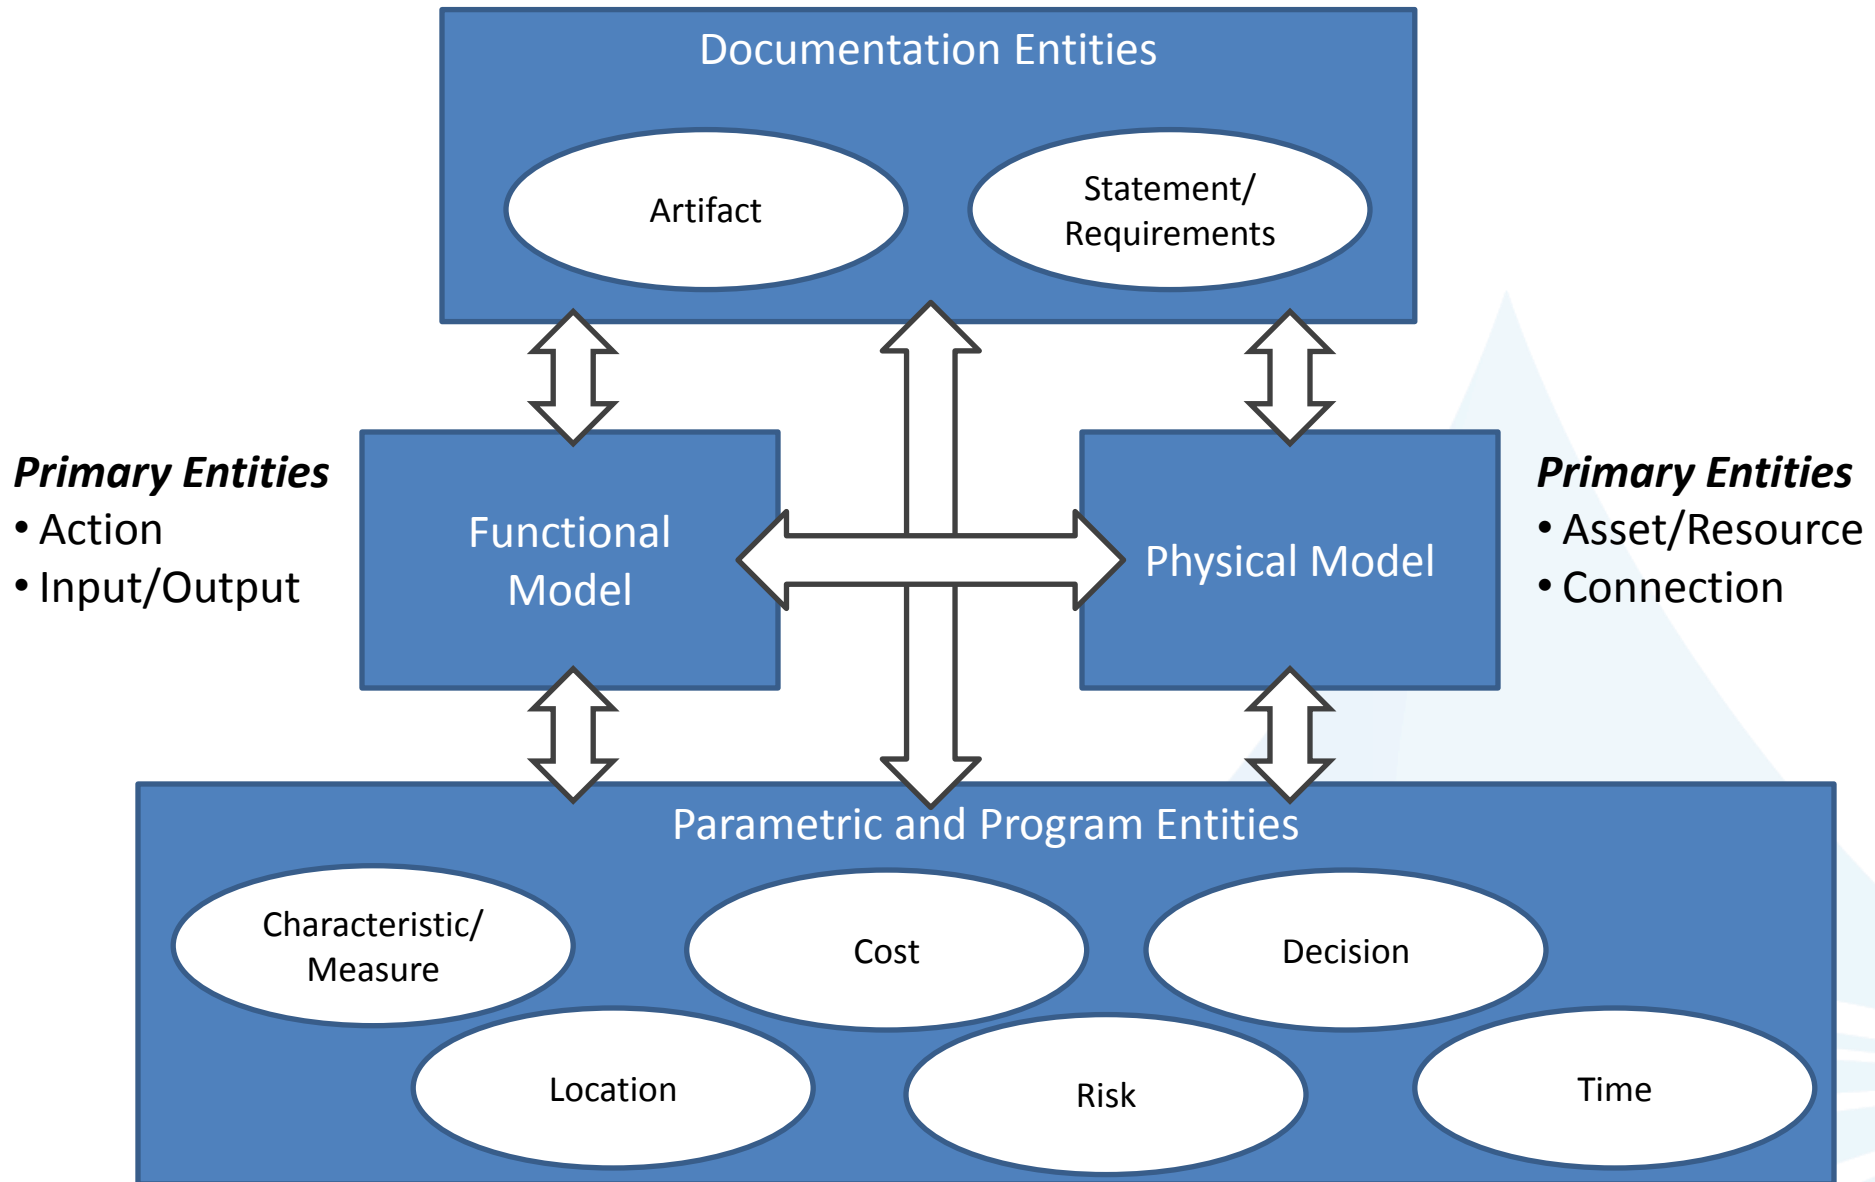 Documentation Entities
Artifact
Statement/
Requirements
Primary Entities
• Action
• Input/Output
Functional
Model
Physical Model
Primary Entities
• Asset/Resource
• Connection
Parametric and Program Entities
Characteristic/
Measure
Cost
Decision
Location
Risk
Time